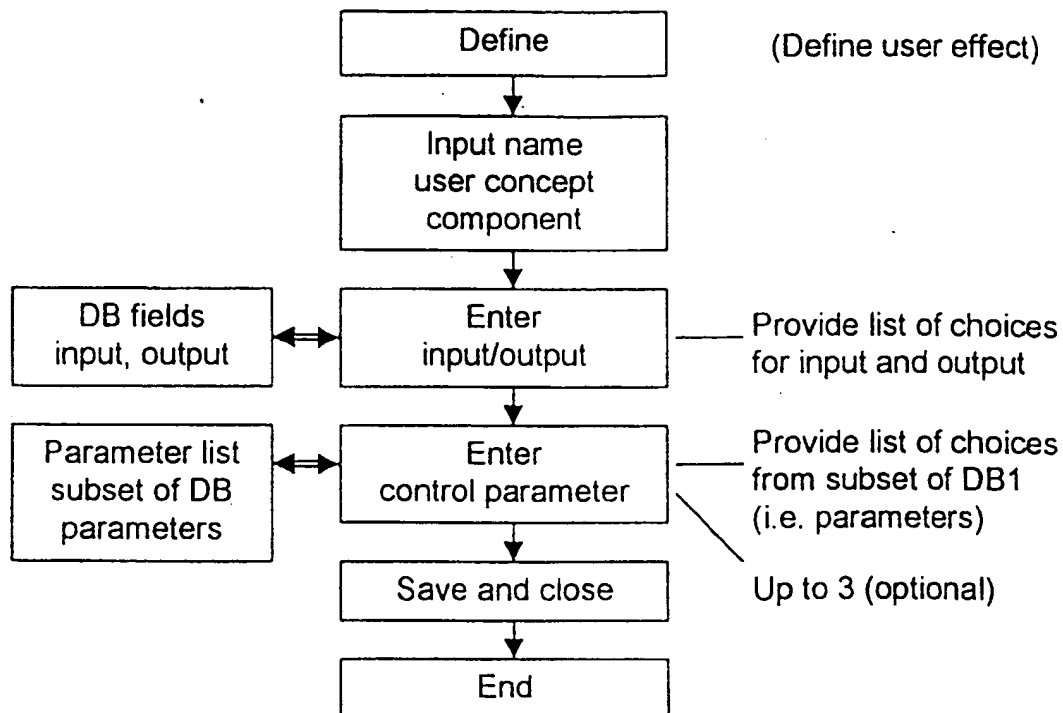 Define
(Define user effect)
Input name
user concept
component
DB fields
input, output
Enter
input/output
Provide list of choices
for input and output
Parameter list
subset of DB
parameters
Enter
control parameter
Provide list of choices
from subset of DB1
(i.e. parameters)
Up to 3 (optional)
Save and close
End